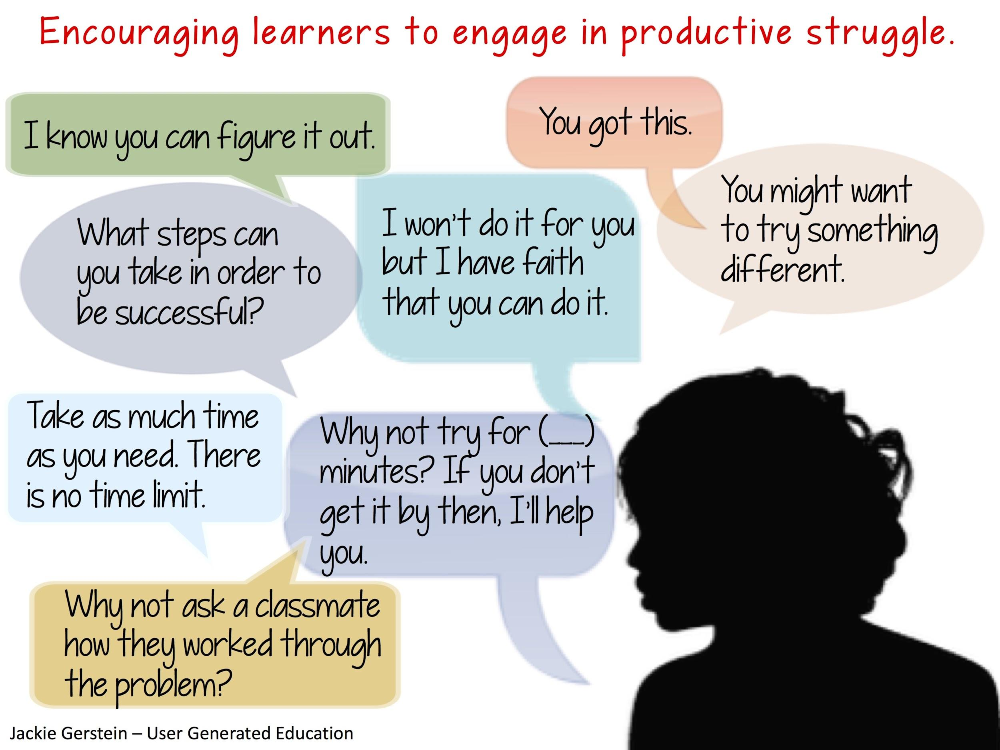 Encouraging learners to engage in productive struggle.
I know you can figure it out.
You got this.
What steps can
you take in order to
be successful?
I won't do it for you
but I have faith
that you can do it.
You might want
to try something
different.
Take as much time
as you need. There
is no time limit.
Why not try for (___)
minutes? If you don't
get it by then, I'll help
you.
Why not ask a classmate
how they worked through
the problem?
Jackie Gerstein – User Generated Education